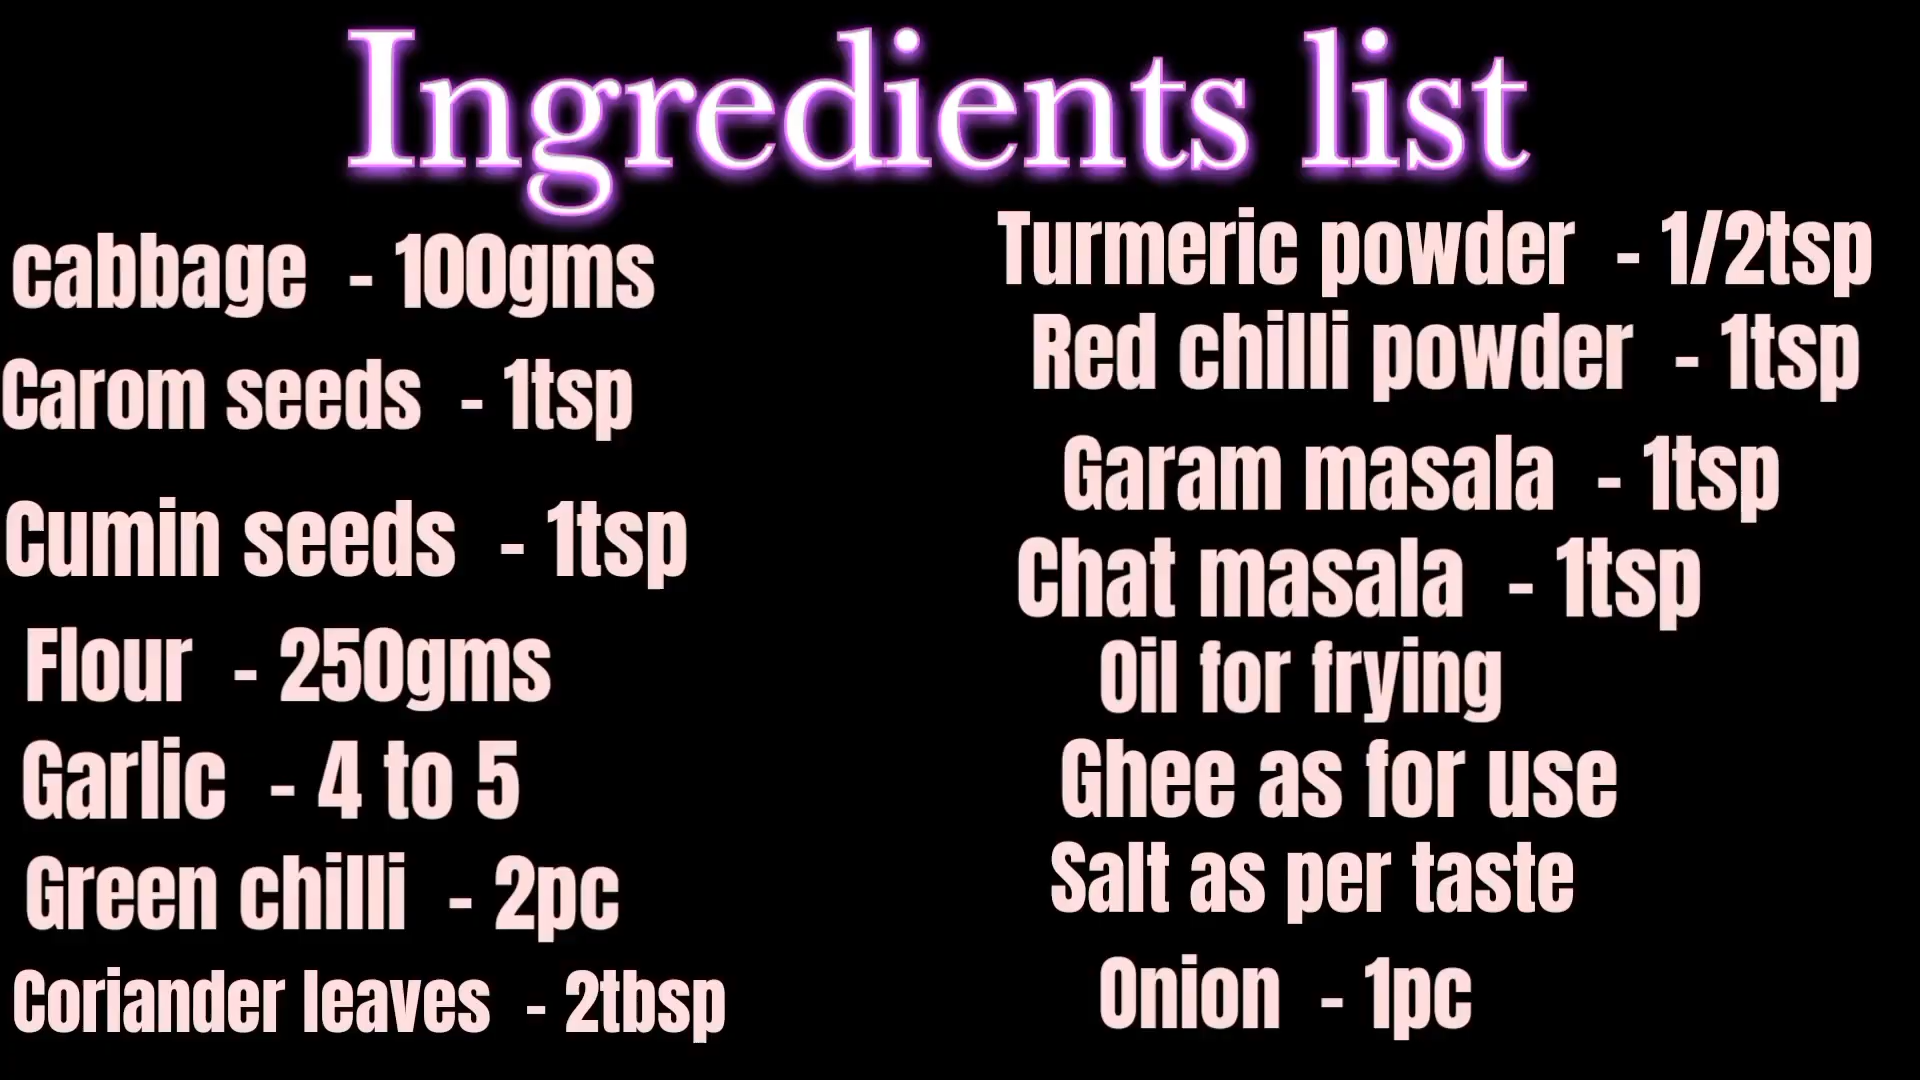 Ingredients list
cabbage - 100gms
Carom seeds - 1tsp
Cumin seeds - 1tsp
Flour - 250gms
Garlic - 4 to 5
Green chilli - 2pc
Coriander leaves - 2tbsp
Turmeric powder - 1/2tsp
Red chilli powder - 1tsp
Garam masala - 1tsp
Chat masala - 1tsp
Oil for frying
Ghee as for use
Salt as per taste
Onion - 1pc